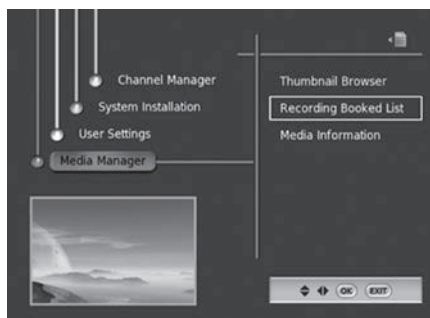 Channel Manager
System Installation
User Settings
Media Manager
Thumbnail Browser
Recording Booked List
Media Information
OK EXIT